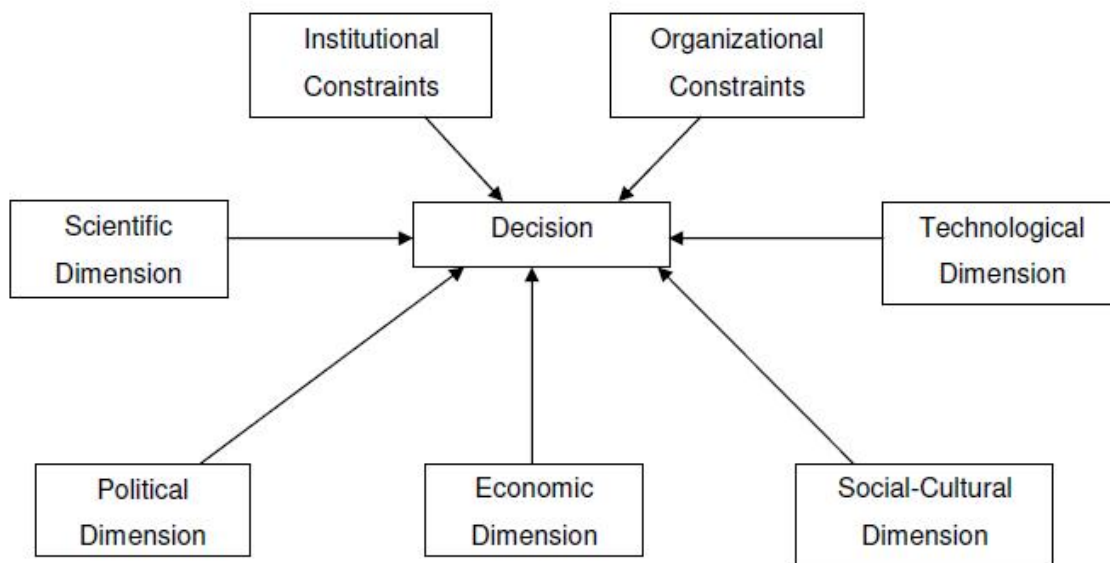 Institutional
Constraints
Organizational
Constraints
Scientific
Dimension
Decision
Technological
Dimension
Political
Dimension
Economic
Dimension
Social-Cultural
Dimension